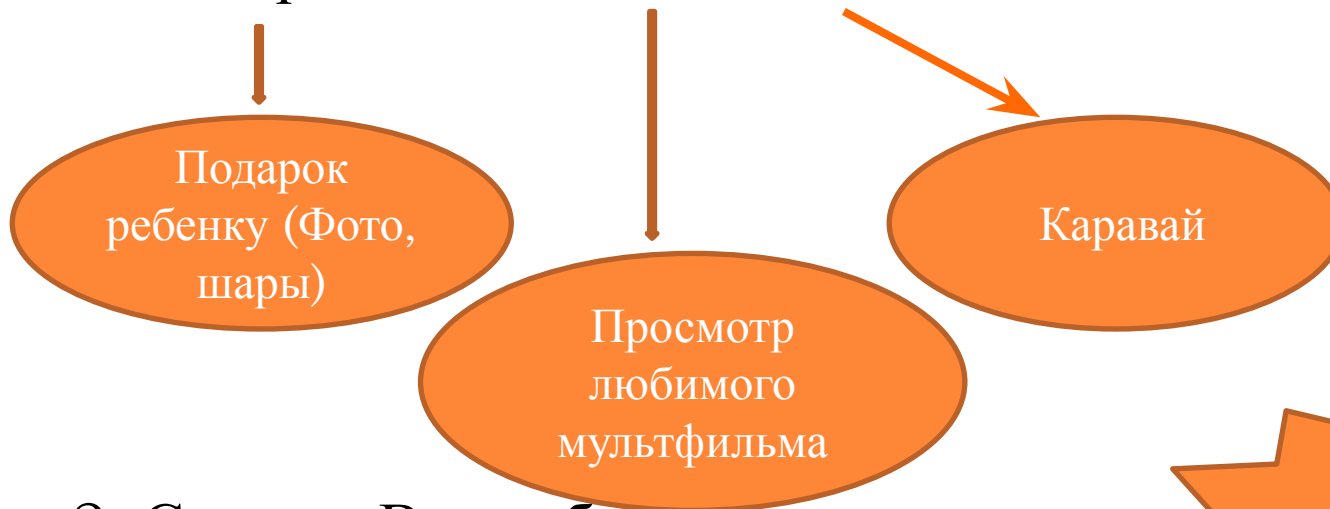 Подарок
ребенку (Фото,
шары)
Каравай
Просмотр
любимого
мультфильма